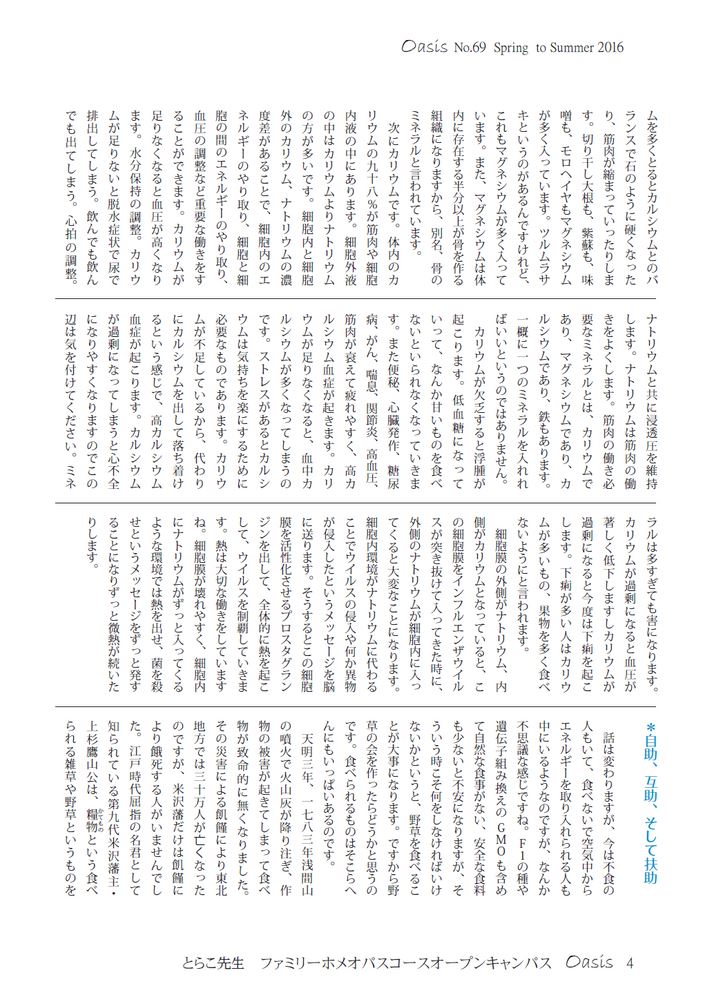 Oasis No.69 Spring to Summer 2016
ムを多くとるとカルシウムとのバ
ランスで石のように硬くなった
り、筋肉が縮まっていったりしま
す。切り干し大根も、紫蘇も、味
噌も、モロヘイヤもマグネシウム
が多く入っています。ツルムラサ
キというのがあるんですけれど、
これもマグネシウムが多く入って
います。また、マグネシウムは体
内に存在する半分以上が骨を作る
組織になりますから、別名、骨の
ミネラルと言われています。
次にカリウムです。体内のカ
リウムの九十八％が筋肉や細胞
内液の中にあります。細胞外液
の中はカリウムよりナトリウム
の方が多いです。細胞内と細胞
外のカリウム、ナトリウムの濃
度差があることで、細胞内のエ
ネルギーのやり取り、細胞と細
胞の間のエネルギーのやり取り、
血圧の調整など重要な働きをす
ることができます。カリウムが
足りなくなると血圧が高くなり
ます。水分保持の調整。カリウ
ムが足りないと脱水症状で尿で
排出してしまう。飲んでも飲ん
でも出てしまう。心拍の調整。
ナトリウムと共に浸透圧を維持
します。ナトリウムは筋肉の働
きをよくします。筋肉の働き必
要なミネラルとは、カリウムで
あり、マグネシウムであり、カ
ルシウムであり、鉄もあります。
一概に一つのミネラルを入れれ
ばいいというのではありません。
カリウムが欠乏すると浮腫が
起こります。低血糖になって
いって、なんか甘いものを食べ
ないといられなくなっていきま
す。また便秘、心臓発作、糖尿
病、がん、喘息、関節炎、高血圧、
筋肉が衰えて疲れやすく、高カ
ルシウム血症が起きます。カリ
ウムが足りなくなると、血中カ
ルシウムが多くなってしまうの
です。ストレスがあるとカルシ
ウムは気持ちを楽にするために
必要なものであります。カリウ
ムが不足しているから、代わり
にカルシウムを出して落ち着け
るという感じで、高カルシウム
血症が起こります。カルシウム
が過剰になってしまうと心不全
になりやすくなりますのでこの
辺は気を付けてください。ミネ
ラルは多すぎても害になります。
カリウムが過剰になると血圧が
著しく低下しますしカリウムが
過剰になると今度は下痢を起こ
します。下痢が多い人はカリウ
ムが多いもの、果物を多く食べ
ないようにと言われます。
細胞膜の外側がナトリウム、内
側がカリウムとなっていると、こ
の細胞膜をインフルエンザウイル
スが突き抜けて入ってきた時に、
外側のナトリウムが細胞内に入っ
てくると大変なことになります。
細胞内環境がナトリウムに代わる
ことでウイルスの侵入や何か異物
が侵入したというメッセージを脳
に送ります。そうするとこの細胞
膜を活性化させるプロスタグラン
ジンを出して、全体的に熱を起こ
して、ウイルスを制覇していきま
す。熱は大切な働きをしています
ね。細胞膜が壊れやすく、細胞内
にナトリウムがずっと入ってくる
ような環境では熱を出せ、菌を殺
せというメッセージをずっと発す
ることになりずっと微熱が続いた
りします。
＊自助、互助、そして扶助
話は変わりますが、今は不食の
人もいて、食べないで空気中から
エネルギーを取り入れられる人も
中にいるようなのですが、なんか
不思議な感じですね。F1の種や
遺伝子組み換えのGMOも含め
て自然な食事がない、安全な食料
も少ないと不安になりますが、そ
ういう時こそ何をしなければいけ
ないかというと、野草を食べるこ
とが大事になります。ですから野
草の会を作ったらどうかと思うの
です。食べられるものはそこらへ
んにもいっぱいあるのです。
天明三年、一七八三年浅間山
の噴火で火山灰が降り注ぎ、作
物の被害が起きてしまって食べ
物が致命的に無くなりました。
その災害による飢饉により東北
地方では三十万人が亡くなった
のですが、米沢藩だけは飢饉に
より餓死する人がいませんでし
た。江戸時代屈指の名君として
知られている第九代米沢藩主・
上杉鷹山公は、糧物（かてもの）という食べ
られる雑草や野草というものを
とらこ先生 ファミリーホメオパスコースオープンキャンパス Oasis 4